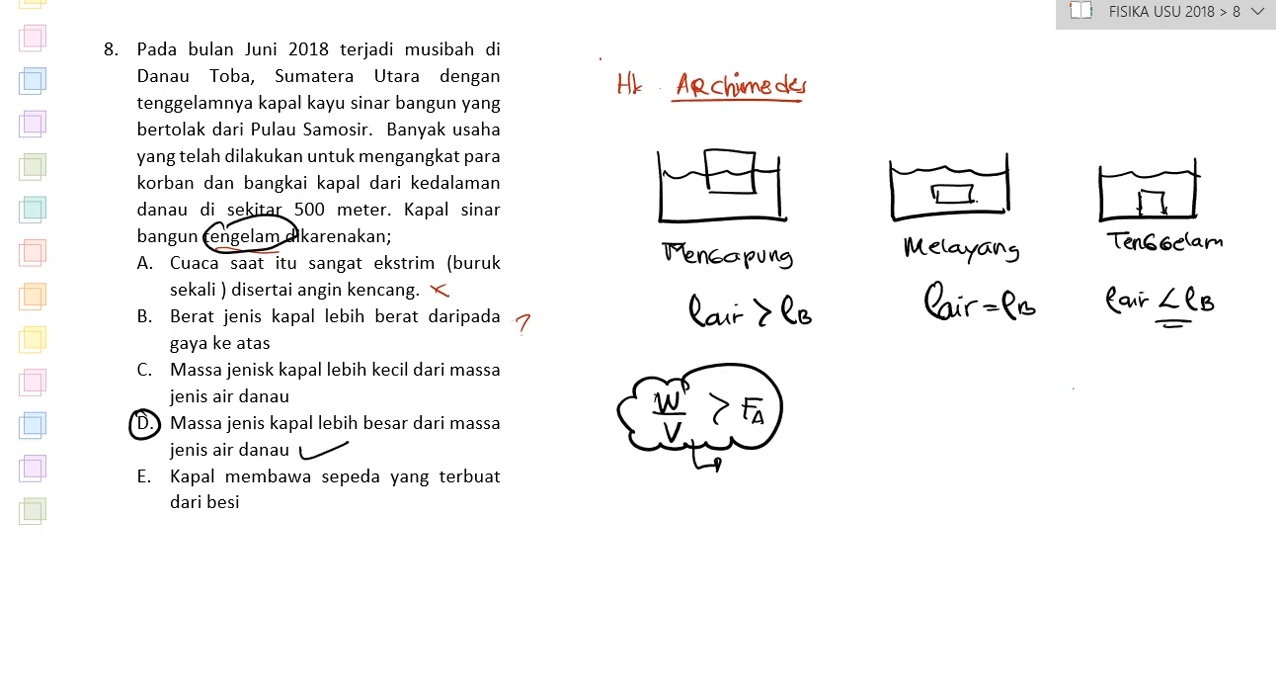 FISIKA USU 2018 > 8
8. Pada bulan Juni 2018 terjadi musibah di
Danau Toba, Sumatera Utara dengan
tenggelamnya kapal kayu sinar bangun yang
bertolak dari Pulau Samosir. Banyak usaha
yang telah dilakukan untuk mengangkat para
korban dan bangkai kapal dari kedalaman
danau di sekitar 500 meter. Kapal sinar
bangun tengelam dikarenakan;
A. Cuaca saat itu sangat ekstrim (buruk
sekali ) disertai angin kencang. ×
B. Berat jenis kapal lebih berat daripada ?
gaya ke atas
C. Massa jenisk kapal lebih kecil dari massa
jenis air danau
D. Massa jenis kapal lebih besar dari massa
jenis air danau ✓
E. Kapal membawa sepeda yang terbuat
dari besi
Hk. ARchimedes
Mengapung
ρair > ρB
Melayang
ρair = ρB
Tenggelam
ρair < ρB
W/V > FA